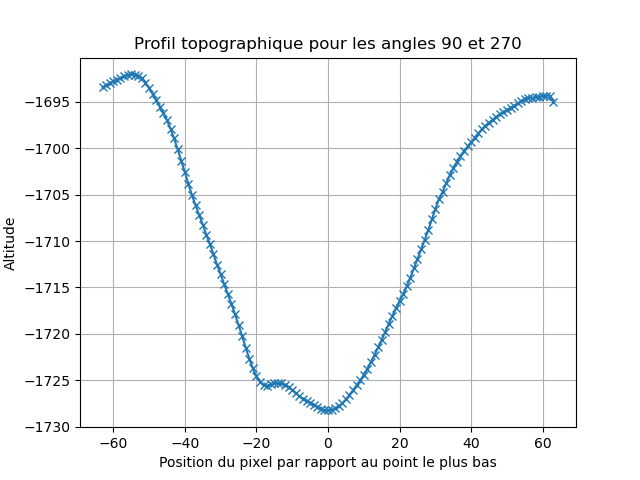 Profil topographique pour les angles 90 et 270
Altitude
−1695
−1700
−1705
−1710
−1715
−1720
−1725
−1730
−60 −40 −20 0 20 40 60
Position du pixel par rapport au point le plus bas